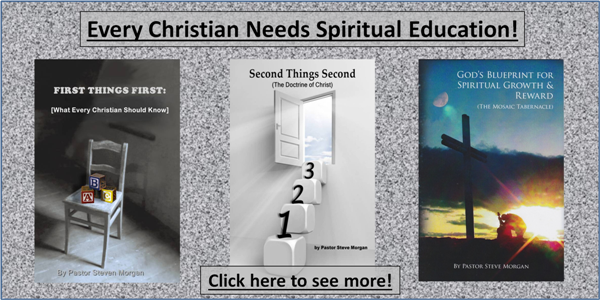 Every Christian Needs Spiritual Education!
FIRST THINGS FIRST:
[What Every Christian Should Know]
A
B
C
By Pastor Steven Morgan
Second Things Second
(The Doctrine of Christ)
3
2
1
by Pastor Steve Morgan
GOD'S BLUEPRINT FOR
SPIRITUAL GROWTH &
REWARD
(THE MOSAIC TABERNACLE)
BY PASTOR STEVE MORGAN
Click here to see more!